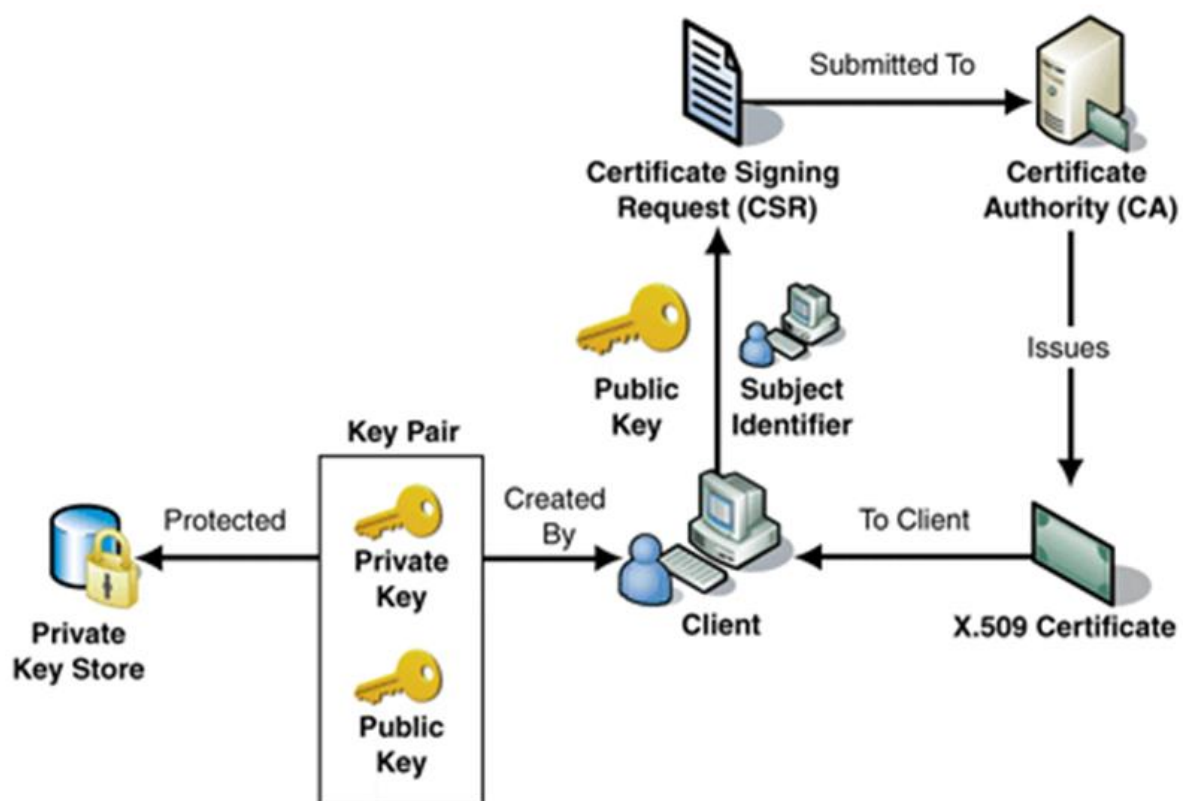 Submitted To
Certificate Signing
Request (CSR)
Certificate
Authority (CA)
Public
Key
Subject
Identifier
Issues
Key Pair
Protected
Private
Key
Created
By
To Client
Private
Key Store
Client
X.509 Certificate
Public
Key